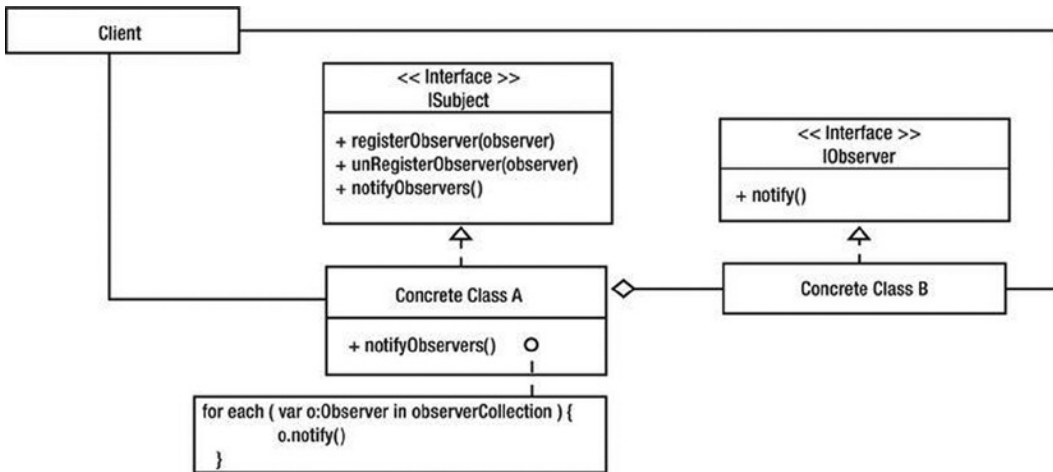 Client
<< Interface >>
ISubject
+ registerObserver(observer)
+ unRegisterObserver(observer)
+ notifyObservers()
<< Interface >>
IObserver
+ notify()
Concrete Class A
+ notifyObservers()
Concrete Class B
for each ( var o:Observer in observerCollection ) {
o.notify()
}